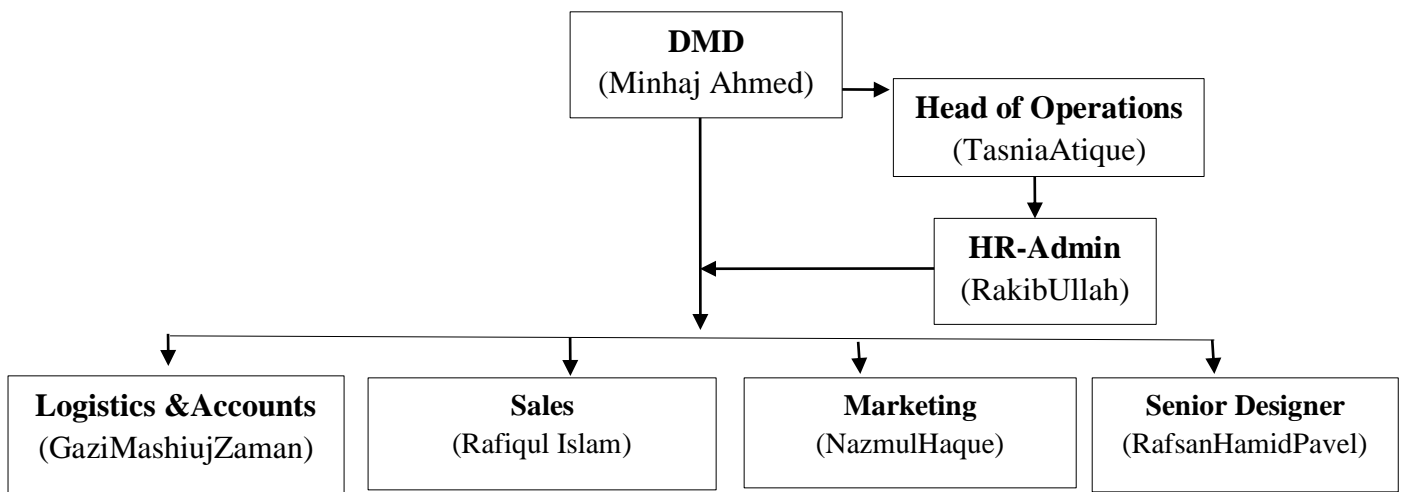 DMD
(Minhaj Ahmed)
Head of Operations
(TasniaAtique)
HR-Admin
(RakibUllah)
Logistics &Accounts
(GaziMashiujZaman)
Sales
(Rafiqul Islam)
Marketing
(NazmulHaque)
Senior Designer
(RafsanHamidPavel)